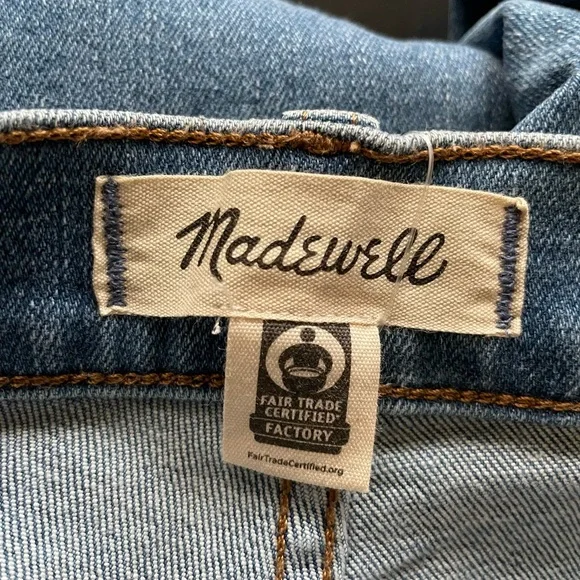 Madewell
FAIR TRADE
CERTIFIED
FACTORY
FairTradeCertified.org